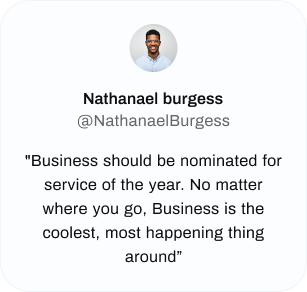 Nathanael burgess
@NathanaelBurgess
"Business should be nominated for
service of the year. No matter
where you go, Business is the
coolest, most happening thing
around”